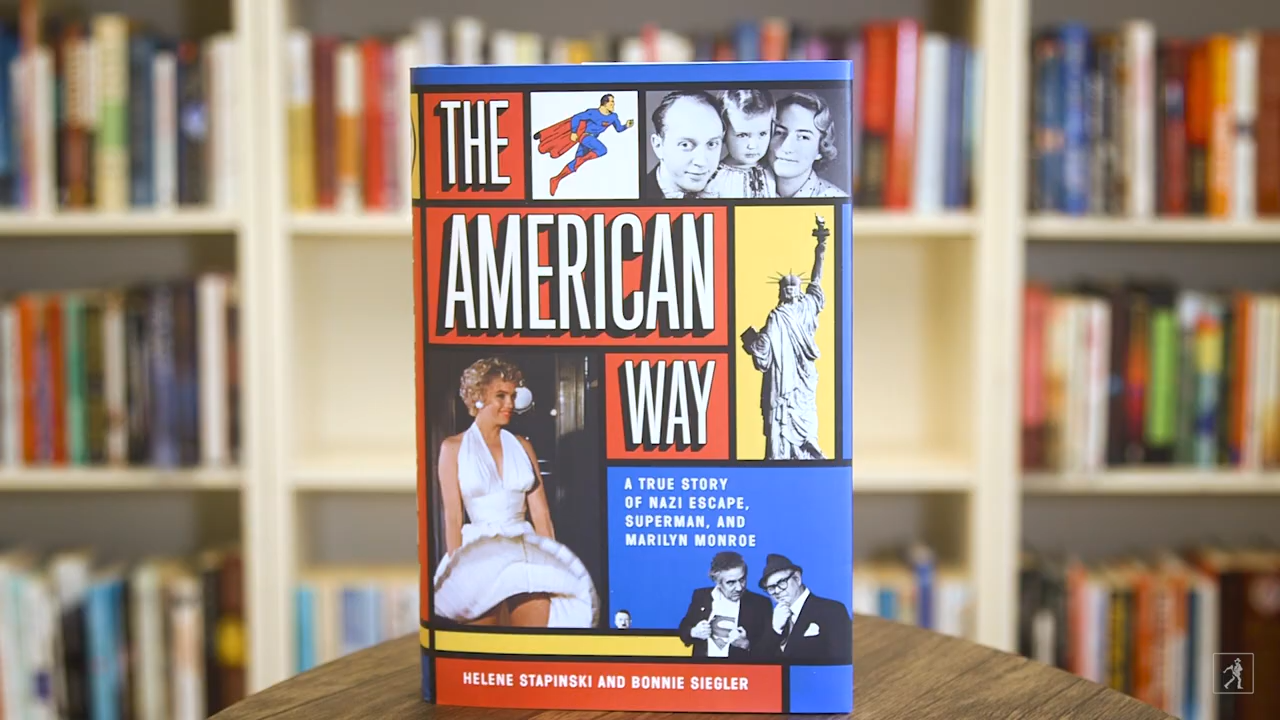 THE
AMERICAN
WAY
A TRUE STORY
OF NAZI ESCAPE,
SUPERMAN, AND
MARILYN MONROE
HELENE STAPINSKI AND BONNIE SIEGLER